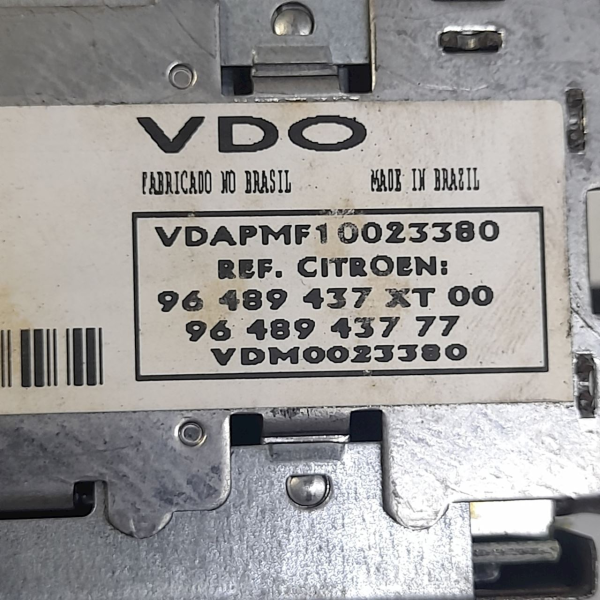 VDO
FABRICADO NO BRASIL MADE IN BRAZIL
VDAPMF10023380
REF. CITROEN:
96 489 437 XT 00
96 489 437 77
VDM0023380